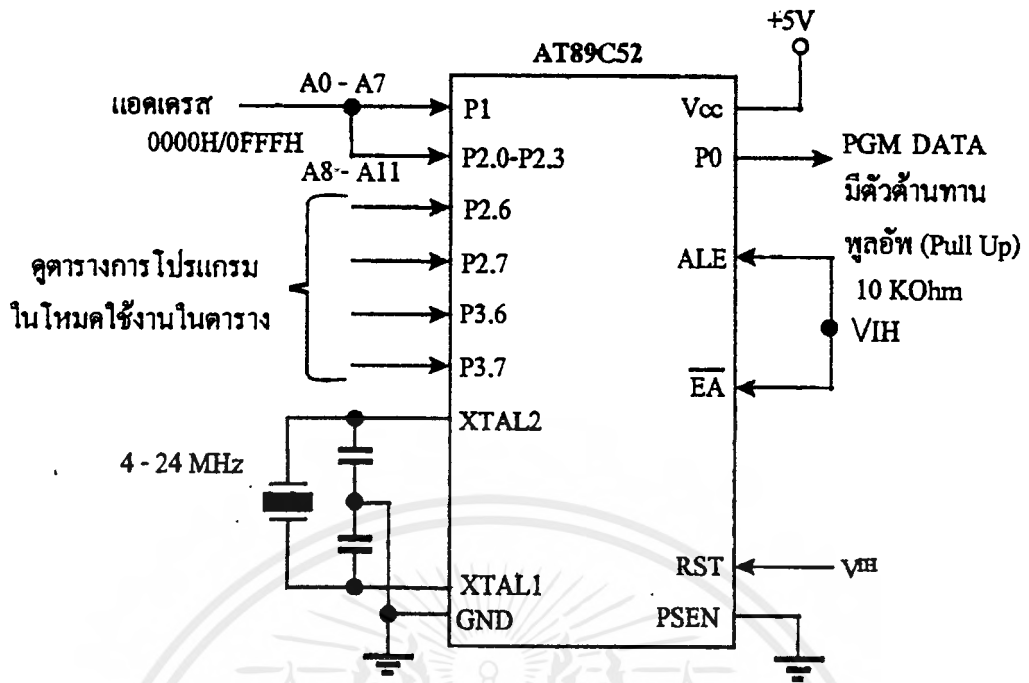 +5V
AT89C52
A0 - A7
แอดเดรส
0000H/0FFFH
A8 - A11
P1
P2.0-P2.3
P2.6
P2.7
P3.6
P3.7
XTAL2
XTAL1
GND
Vcc
P0
ALE
EA
RST
PSEN
PGM DATA
มีตัวต้านทาน
พูลอัพ (Pull Up)
10 KOhm
VIH
VIH
ดูตารางการโปรแกรม
ในโหมดใช้งานในตาราง
4 - 24 MHz